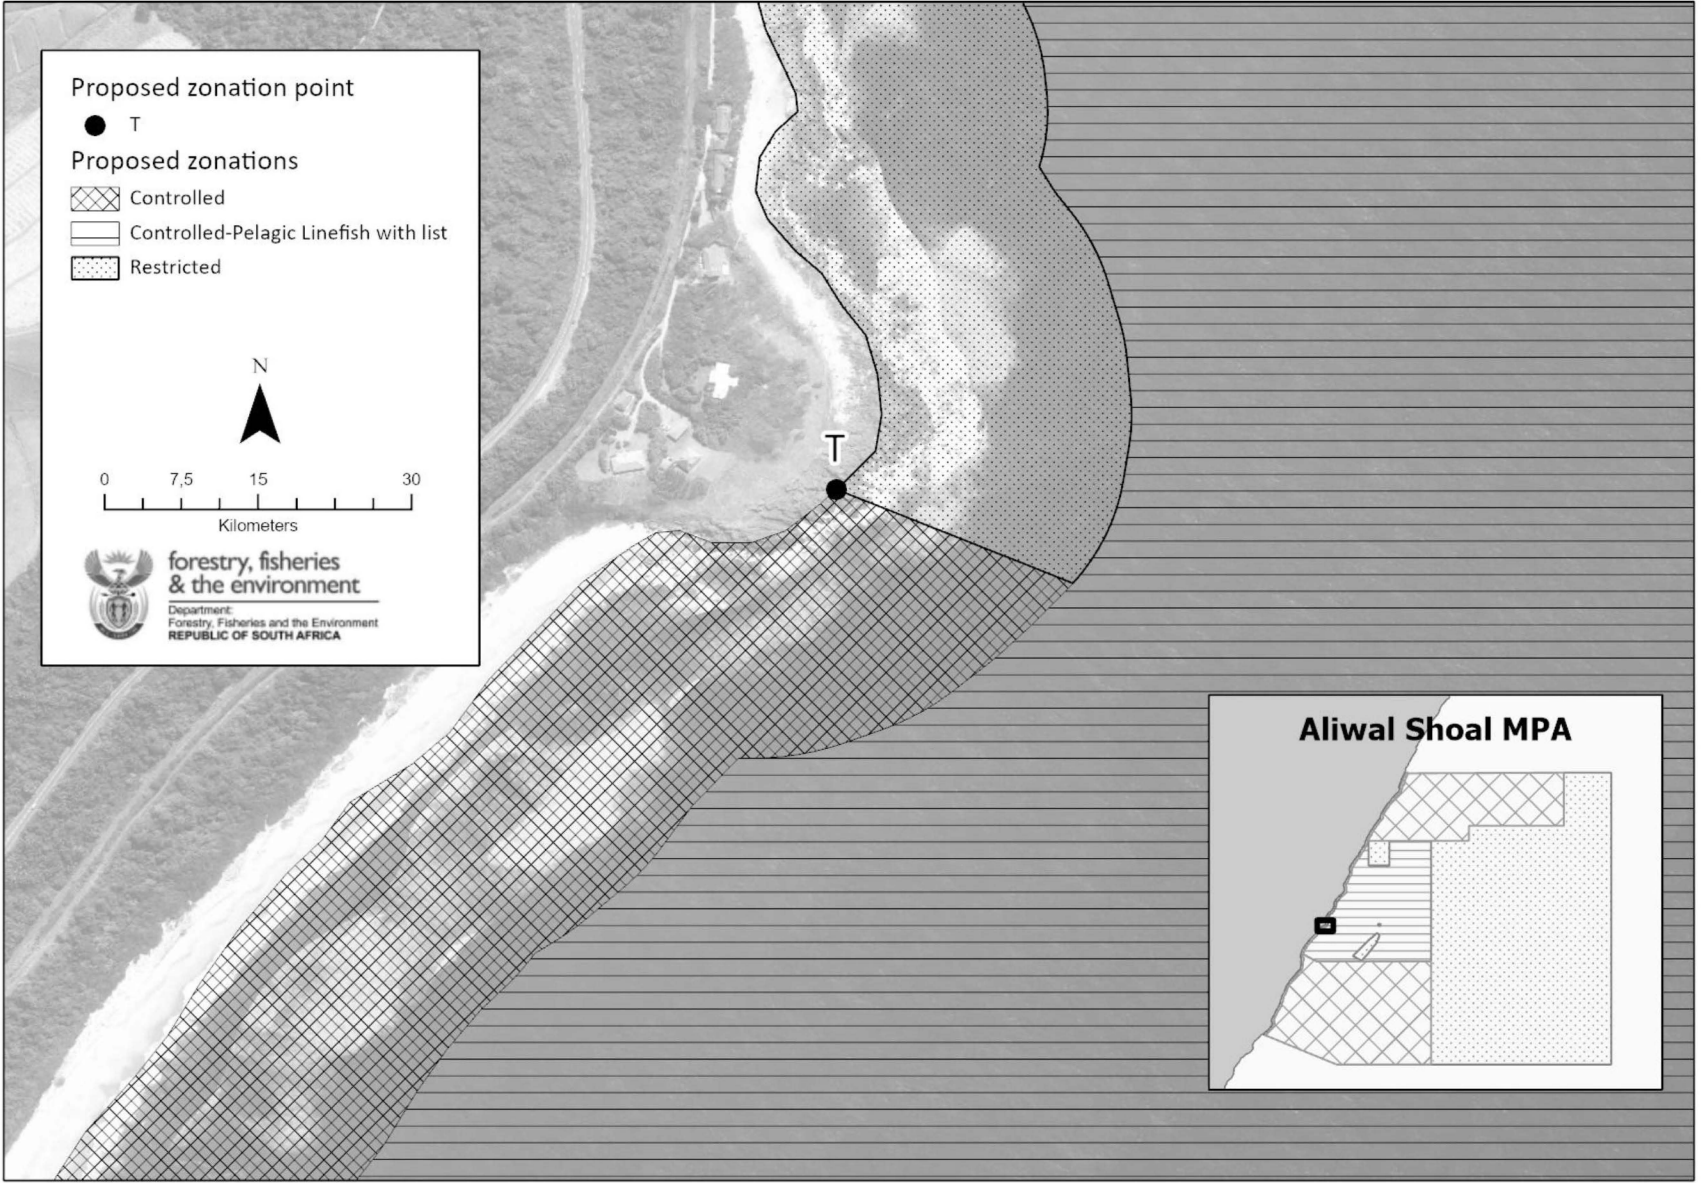 Proposed zonation point
T
Proposed zonations
Controlled
Controlled-Pelagic Linefish with list
Restricted
N
0 7,5 15 30
Kilometers
forestry, fisheries
& the environment
Department:
Forestry, Fisheries and the Environment
REPUBLIC OF SOUTH AFRICA
T
Aliwal Shoal MPA